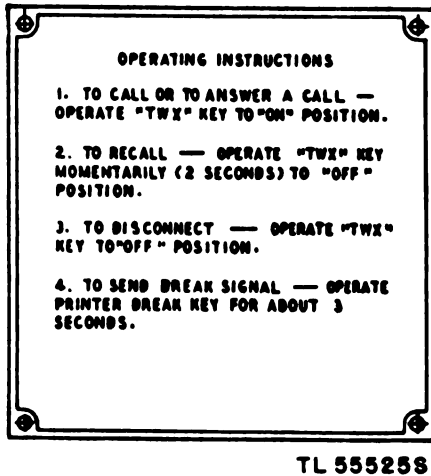 OPERATING INSTRUCTIONS
1. TO CALL OR TO ANSWER A CALL —
OPERATE "TWX" KEY TO "ON" POSITION.
2. TO RECALL — OPERATE "TWX" KEY
MOMENTARILY (2 SECONDS) TO "OFF"
POSITION.
3. TO DISCONNECT — OPERATE "TWX"
KEY TO "OFF" POSITION.
4. TO SEND BREAK SIGNAL — OPERATE
PRINTER BREAK KEY FOR ABOUT 3
SECONDS.
TL 55525S